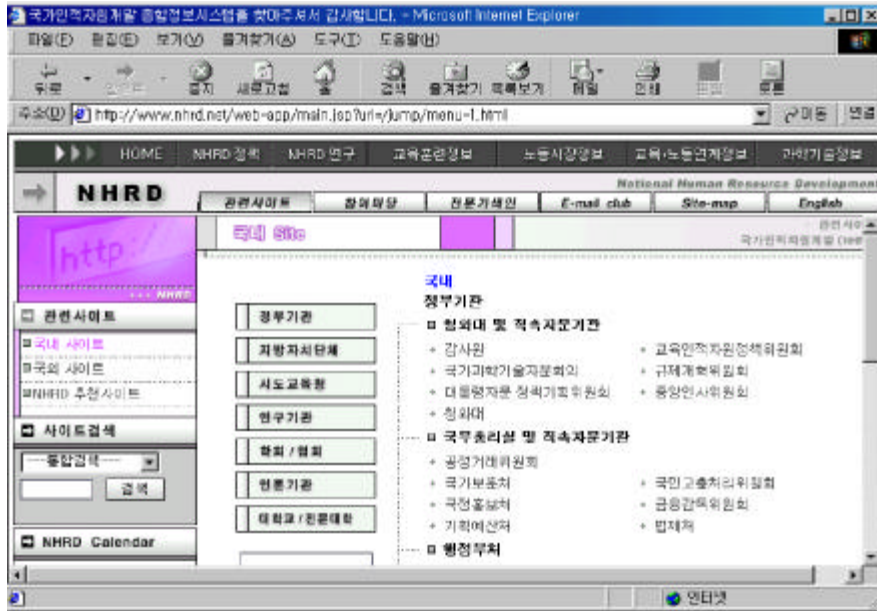 국가인적자원개발 종합정보시스템을 찾아주셔서 감사합니다. - Microsoft Internet Explorer
파일(F) 편집(E) 보기(V) 즐겨찾기(A) 도구(T) 도움말(H)
뒤로 중지 새로고침 홈 검색 즐겨찾기 목록보기 메일 인쇄 토론
주소(D) http://www.nhrd.net/web-app/main.jsp?url=/jump/menu-1.html 이동 연결
HOME NHRD 정책 NHRD 연구 교육훈련정보 노동시장정보 교육·노동연계정보 과학기술정보
National Human Resource Development
NHRD
관련사이트 참여마당 전문가색인 E-mail club Site-map English
http://
국내 Site
관련사이
NHRD
국내
정부기관
관련사이트
국내 사이트
국외 사이트
NHRD 추천사이트
사이트검색
통합검색
검색
NHRD Calendar
정부기관
지방자치단체
시도교육청
연구기관
학회 / 협회
언론기관
대학교 / 전문대학
청와대 및 직속자문기관
감사원 교육인적자원정책위원회
국가과학기술자문회의 규제개혁위원회
대통령자문 정책기획위원회 중앙인사위원회
청와대
국무총리실 및 직속자문기관
공정거래위원회
국가보훈처 국민고충처리위원회
국정홍보처 금융감독위원회
기획예산처 법제처
행정부처
인터넷